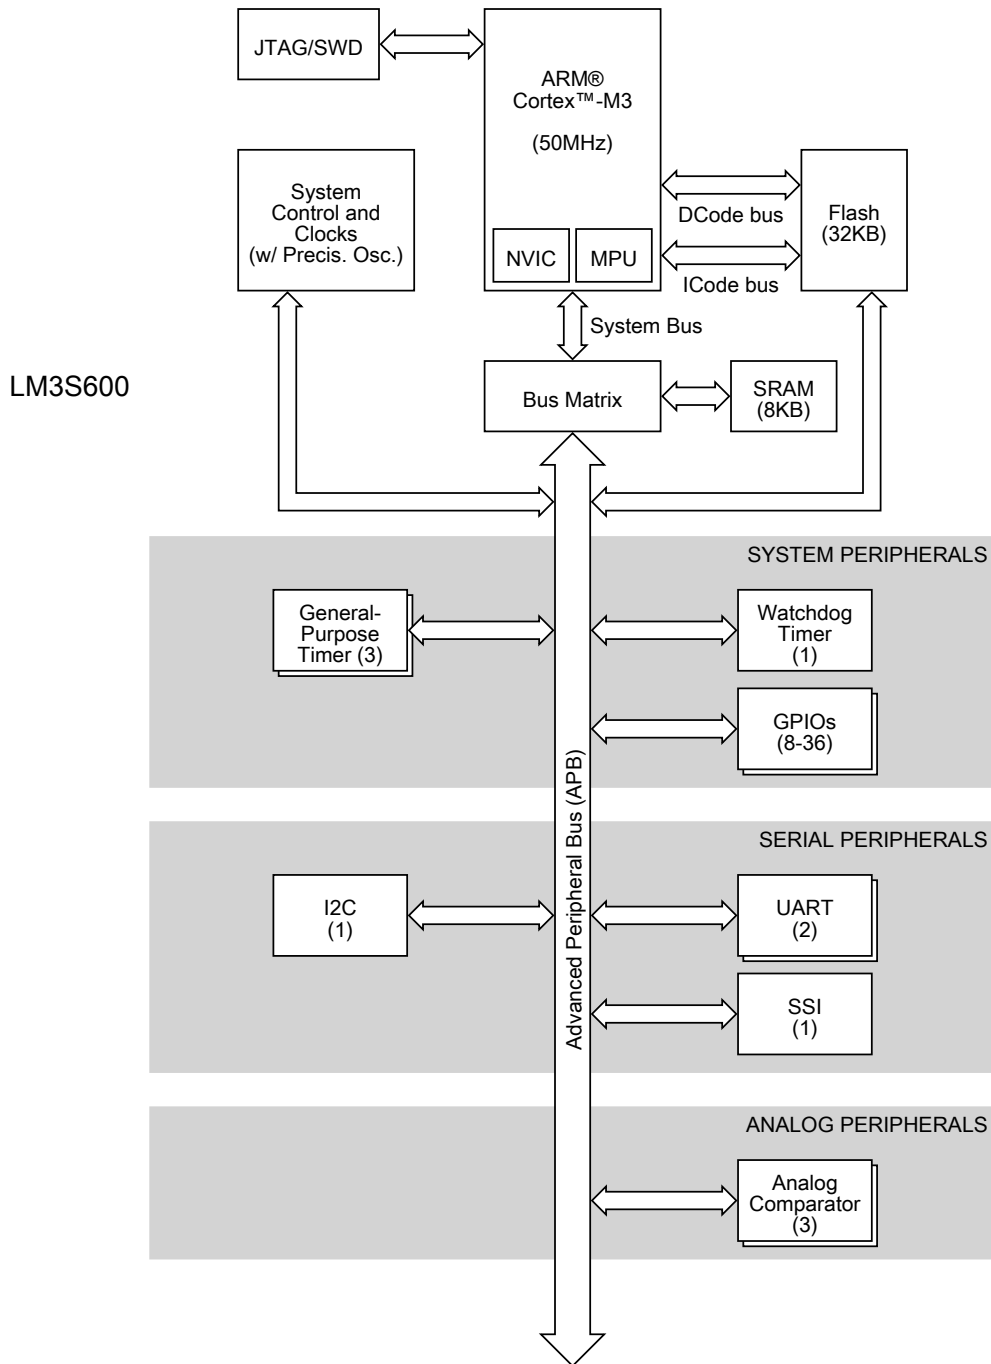 JTAG/SWD
ARM®
Cortex™-M3
(50MHz)
System
Control and
Clocks
(w/ Precis. Osc.)
DCode bus
Flash
(32KB)
NVIC
MPU
ICode bus
System Bus
LM3S600
Bus Matrix
SRAM
(8KB)
SYSTEM PERIPHERALS
General-
Purpose
Timer (3)
Watchdog
Timer
(1)
GPIOs
(8-36)
Advanced Peripheral Bus (APB)
SERIAL PERIPHERALS
I2C
(1)
UART
(2)
SSI
(1)
ANALOG PERIPHERALS
Analog
Comparator
(3)